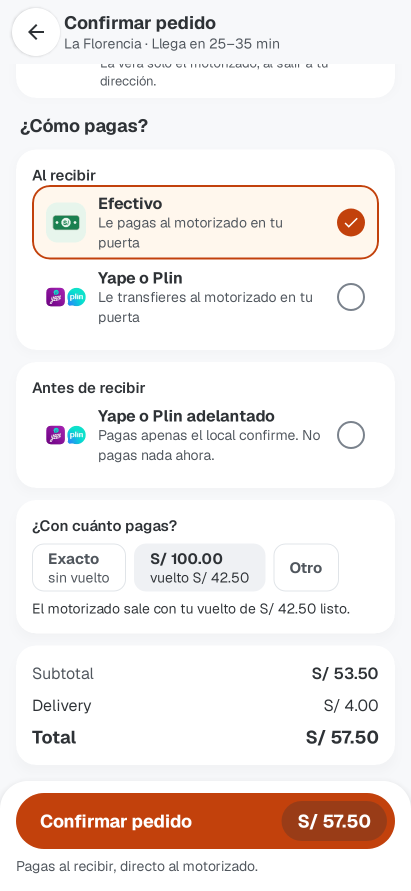 Confirmar pedido
La Florencia · Llega en 25–35 min
La verá solo el motorizado, al salir a tu
dirección.
¿Cómo pagas?
Al recibir
Efectivo
Le pagas al motorizado en tu
puerta
Yape o Plin
yape plin
Le transfieres al motorizado en tu
puerta
Antes de recibir
Yape o Plin adelantado
yape plin
Pagas apenas el local confirme. No
pagas nada ahora.
¿Con cuánto pagas?
Exacto
sin vuelto
S/ 100.00
vuelto S/ 42.50
Otro
El motorizado sale con tu vuelto de S/ 42.50 listo.
Subtotal S/ 53.50
Delivery S/ 4.00
Total S/ 57.50
Confirmar pedido S/ 57.50
Pagas al recibir, directo al motorizado.